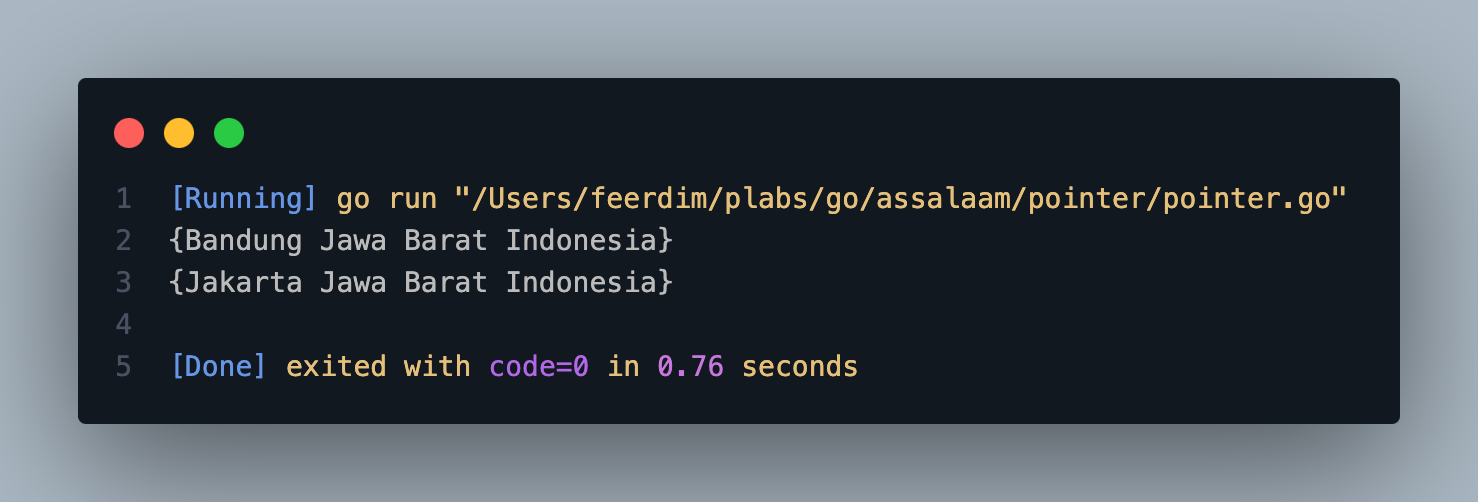 1 [Running] go run "/Users/feerdim/plabs/go/assalaam/pointer/pointer.go"
2 {Bandung Jawa Barat Indonesia}
3 {Jakarta Jawa Barat Indonesia}
4
5 [Done] exited with code=0 in 0.76 seconds